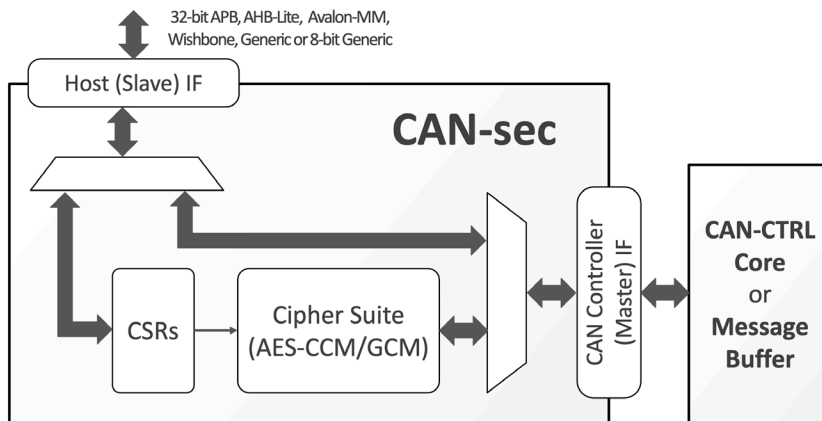 32-bit APB, AHB-Lite, Avalon-MM,
Wishbone, Generic or 8-bit Generic
Host (Slave) IF
CAN-sec
CSRs
Cipher Suite
(AES-CCM/GCM)
CAN Controller
(Master) IF
CAN-CTRL
Core
or
Message
Buffer